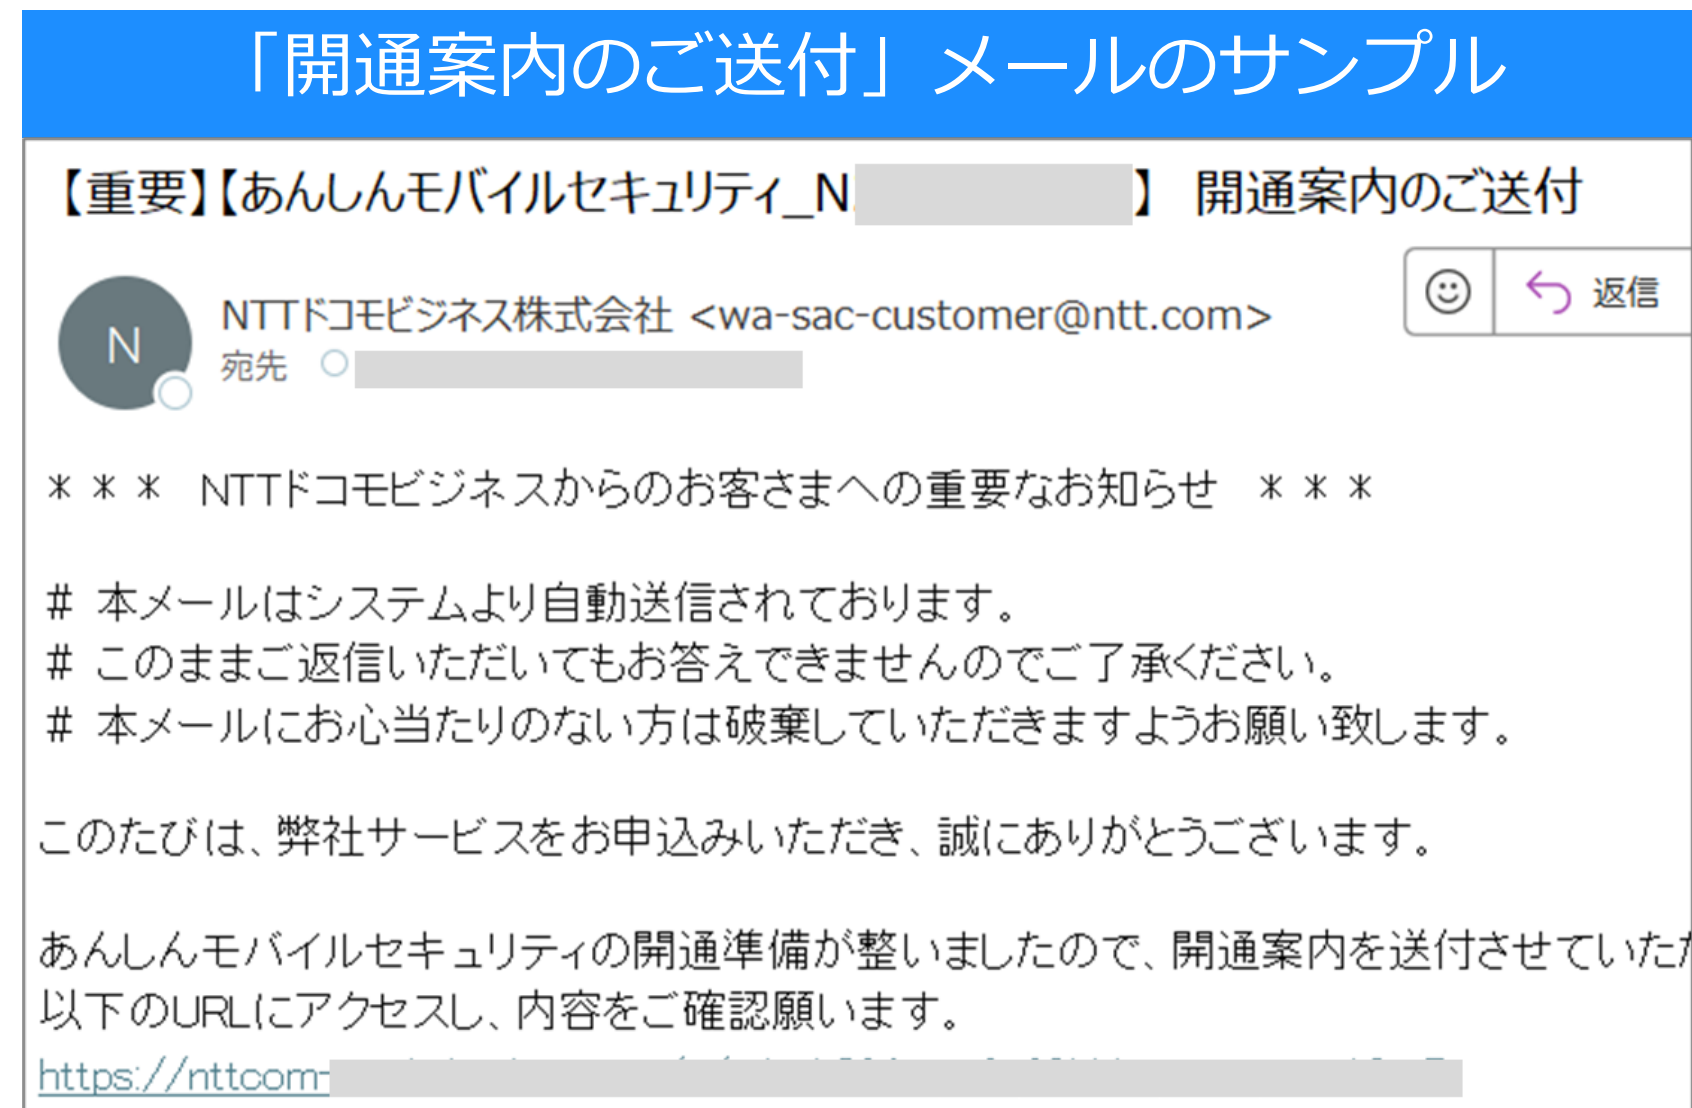 「開通案内のご送付」メールのサンプル
【重要】【あんしんモバイルセキュリティ_N 】 開通案内のご送付
N
NTTドコモビジネス株式会社 <wa-sac-customer@ntt.com>
返信
宛先
＊＊＊ NTTドコモビジネスからのお客さまへの重要なお知らせ ＊＊＊
# 本メールはシステムより自動送信されております。
# このままご返信いただいてもお答えできませんのでご了承ください。
# 本メールにお心当たりのない方は破棄していただきますようお願い致します。
このたびは、弊社サービスをお申込みいただき、誠にありがとうございます。
あんしんモバイルセキュリティの開通準備が整いましたので、開通案内を送付させていただ
以下のURLにアクセスし、内容をご確認願います。
https://nttcom-